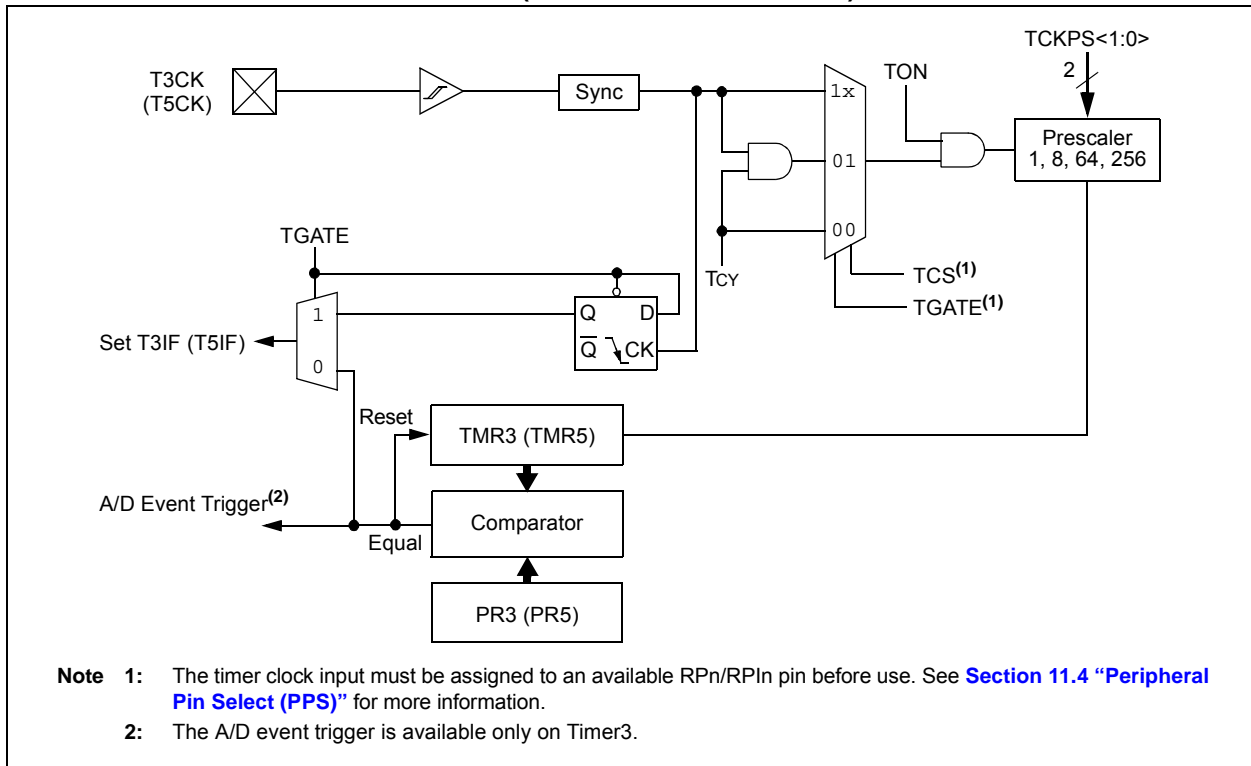 TCKPS<1:0>
2
T3CK
(T5CK)
Sync
1x
TON
Prescaler
1, 8, 64, 256
01
00
TGATE
TCY
TCS(1)
TGATE(1)
1
Q D
Set T3IF (T5IF)
Q CK
0
Reset
TMR3 (TMR5)
A/D Event Trigger(2)
Comparator
Equal
PR3 (PR5)
Note 1: The timer clock input must be assigned to an available RPn/RPIn pin before use. See Section 11.4 “Peripheral
Pin Select (PPS)” for more information.
2: The A/D event trigger is available only on Timer3.